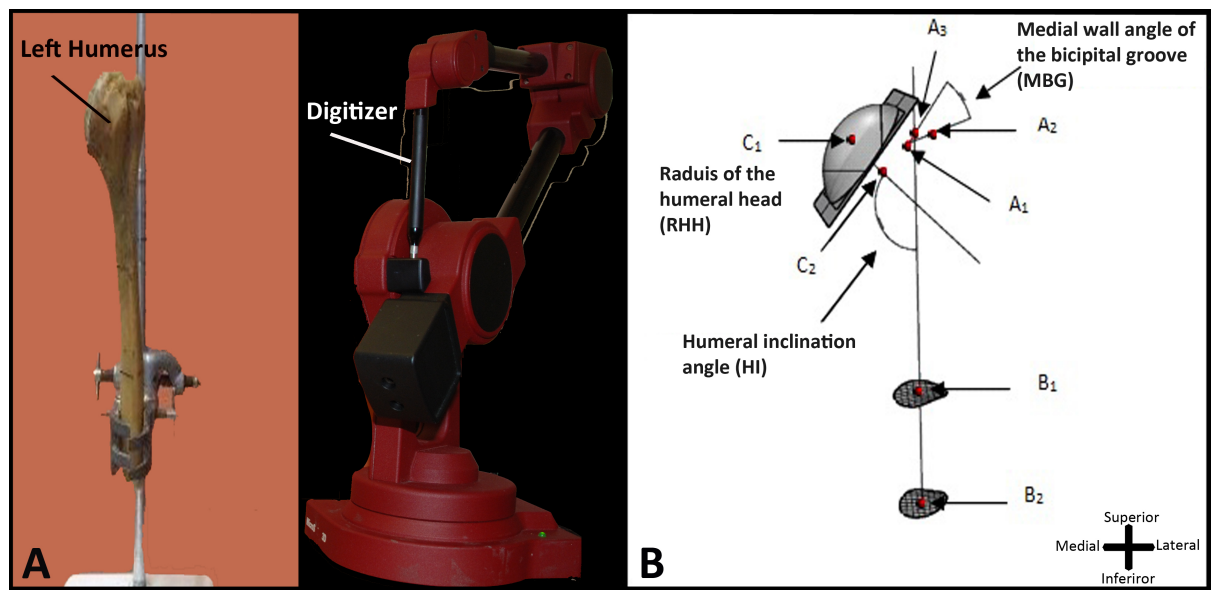 Left Humerus
A
Digitizer
A3
Medial wall angle of
the bicipital groove
(MBG)
C1
A2
Raduis of the
humeral head
(RHH)
A1
C2
Humeral inclination
angle (HI)
B1
B2
Superior
Medial
Lateral
Inferiror
B